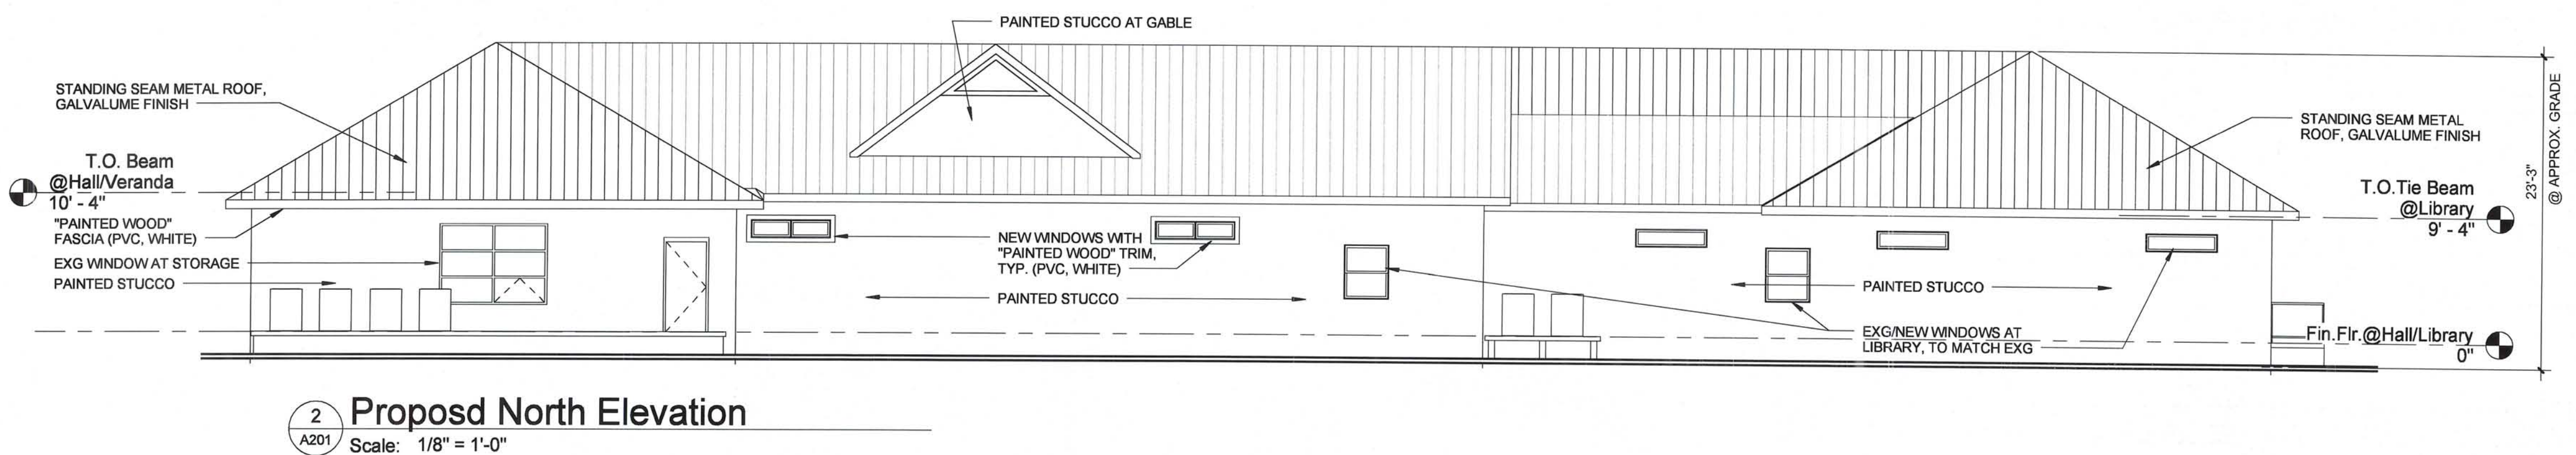 PAINTED STUCCO AT GABLE
STANDING SEAM METAL ROOF,
GALVALUME FINISH
T.O. Beam
@Hall/Veranda
10' - 4"
"PAINTED WOOD"
FASCIA (PVC, WHITE)
EXG WINDOW AT STORAGE
PAINTED STUCCO
NEW WINDOWS WITH
"PAINTED WOOD" TRIM,
TYP. (PVC, WHITE)
PAINTED STUCCO
PAINTED STUCCO
EXG/NEW WINDOWS AT
LIBRARY, TO MATCH EXG
STANDING SEAM METAL
ROOF, GALVALUME FINISH
T.O.Tie Beam
@Library
9' - 4"
Fin.Flr.@Hall/Library
0"
23'-3"
@ APPROX. GRADE
2
A201
Proposd North Elevation
Scale: 1/8" = 1'-0"